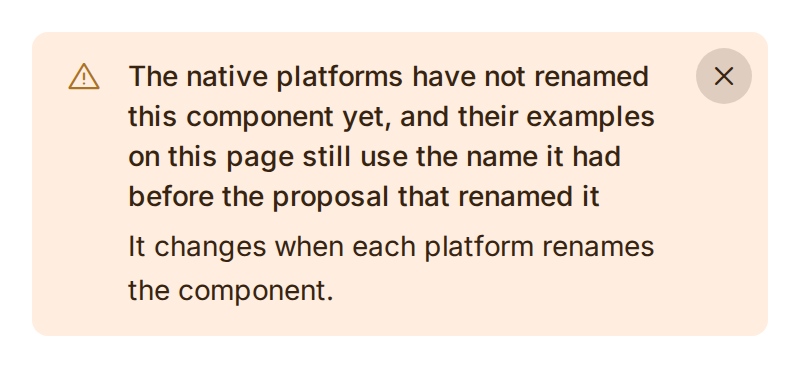 The native platforms have not renamed
this component yet, and their examples
on this page still use the name it had
before the proposal that renamed it
It changes when each platform renames
the component.